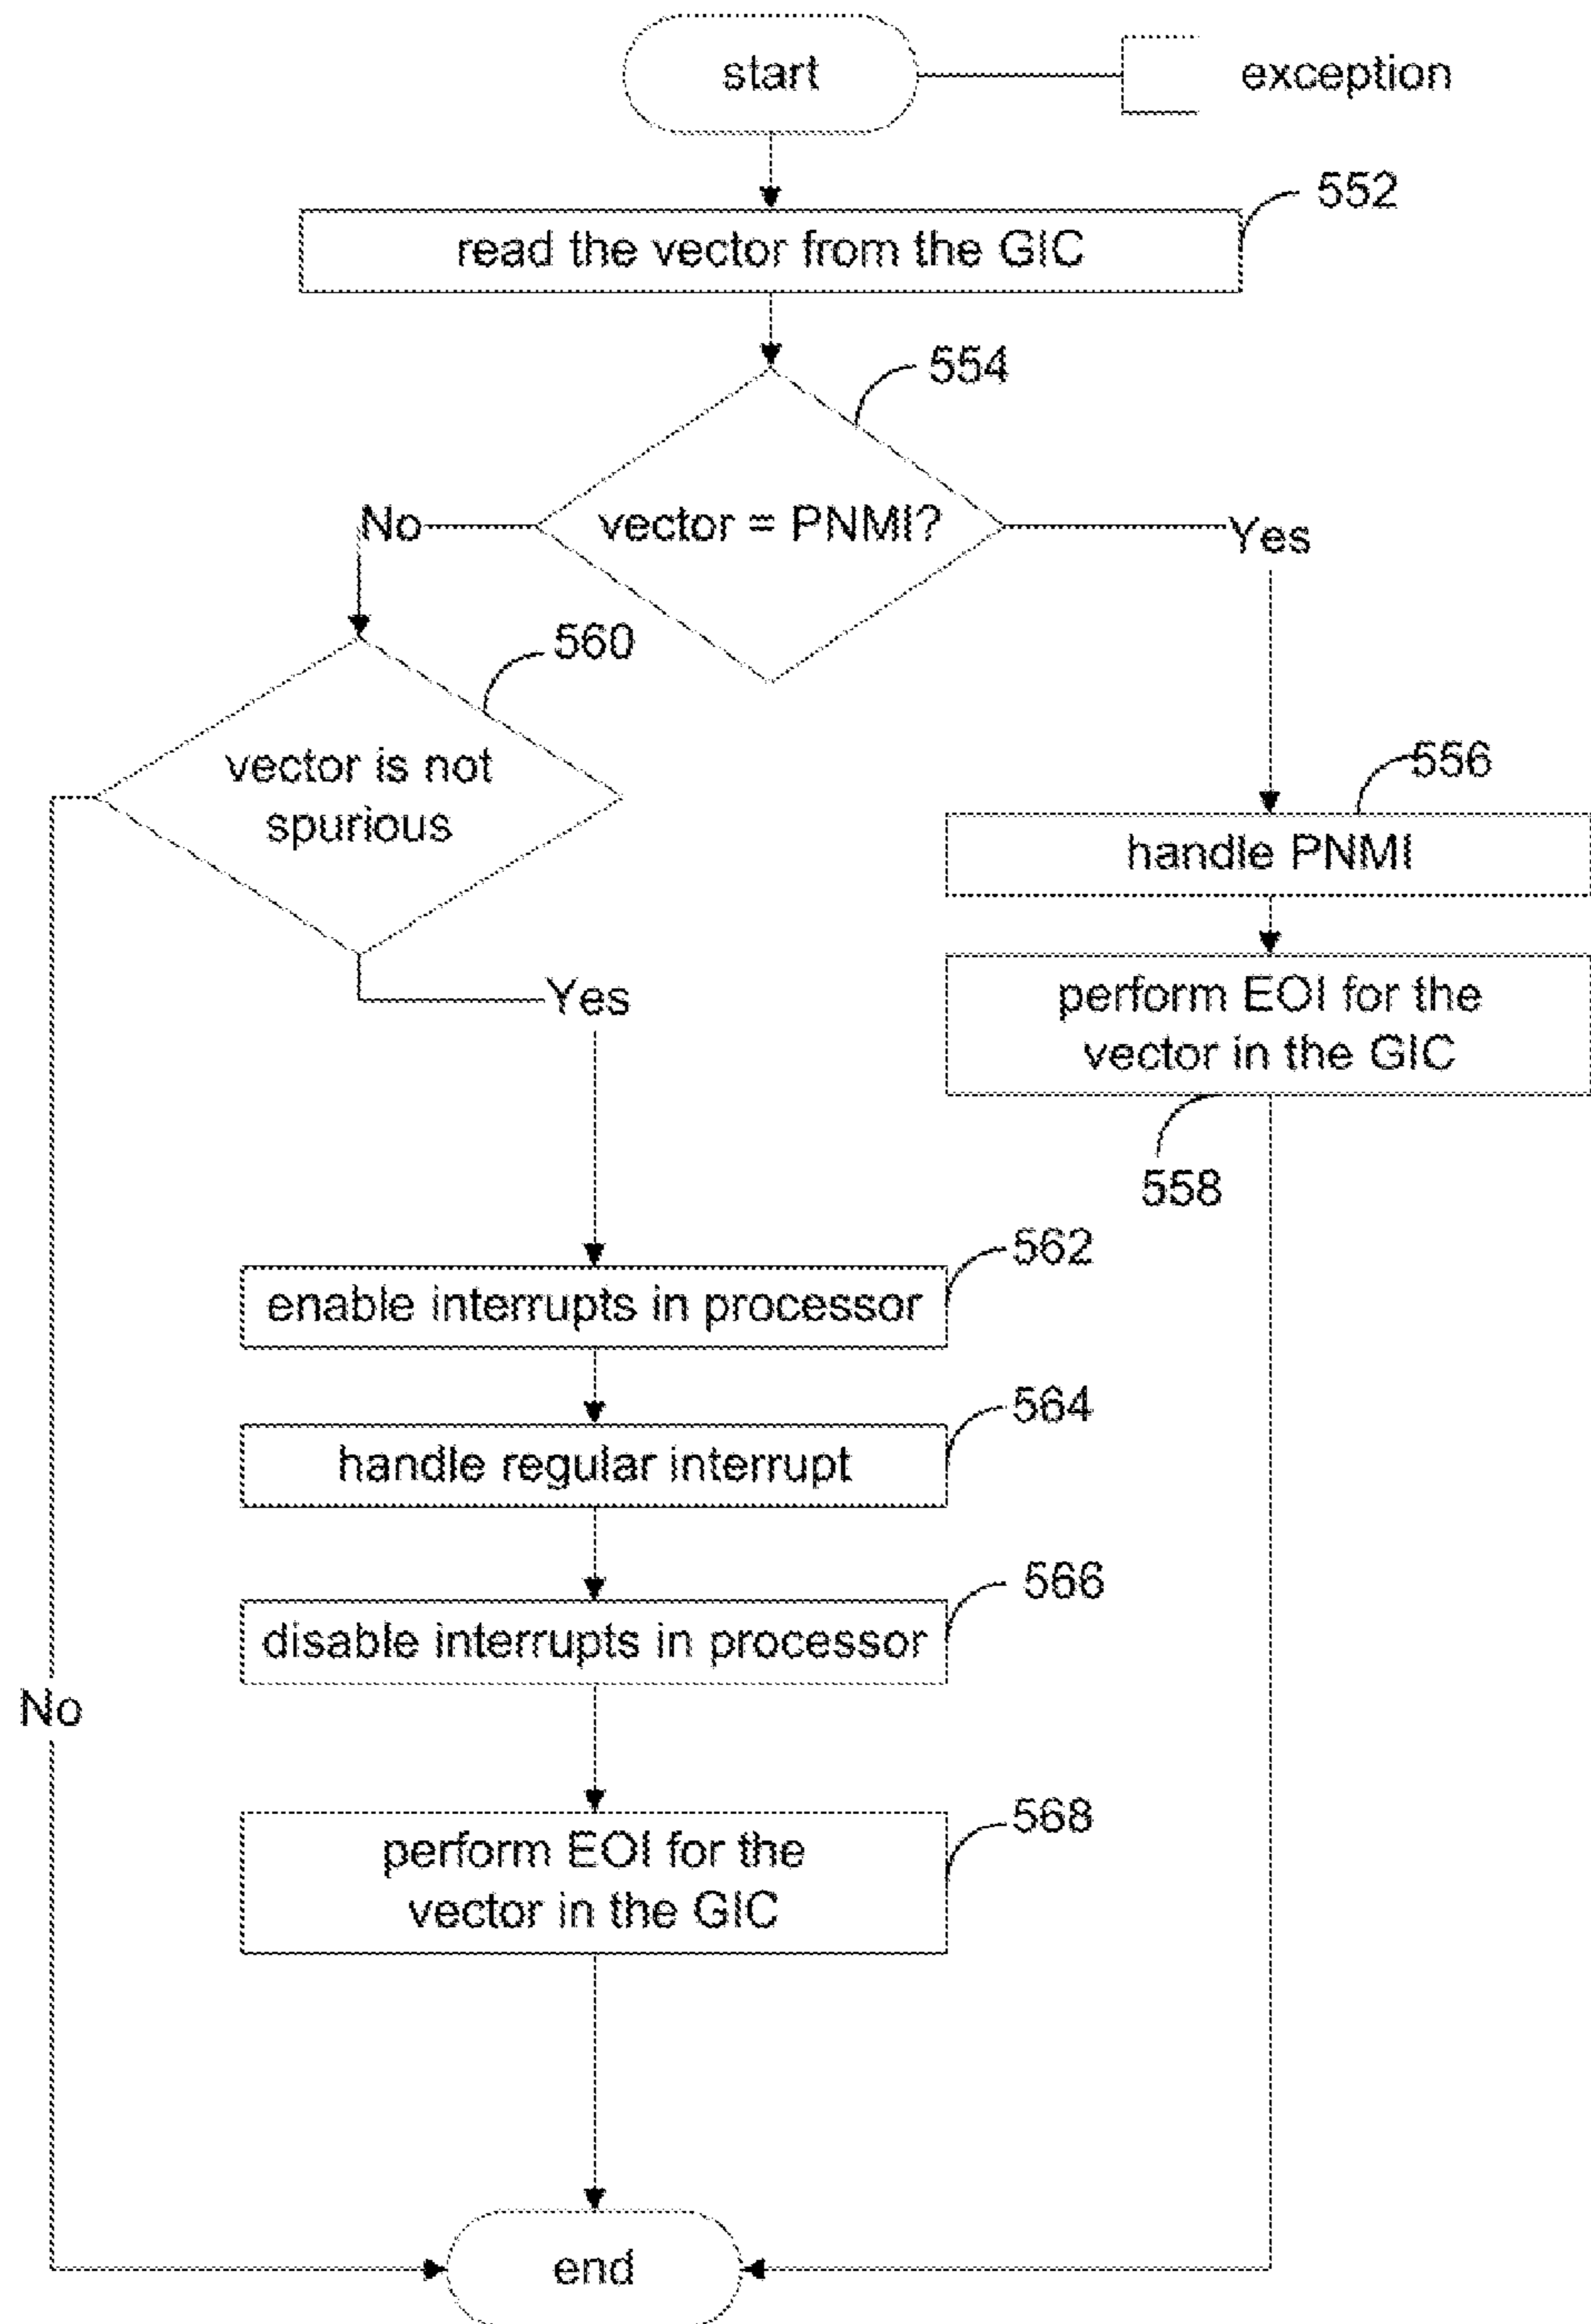 start
exception
552
read the vector from the GIC
554
No
vector = PNMI?
Yes
560
vector is not
spurious
556
handle PNMI
Yes
perform EOI for the
vector in the GIC
558
562
enable interrupts in processor
564
handle regular interrupt
566
disable interrupts in processor
No
568
perform EOI for the
vector in the GIC
end